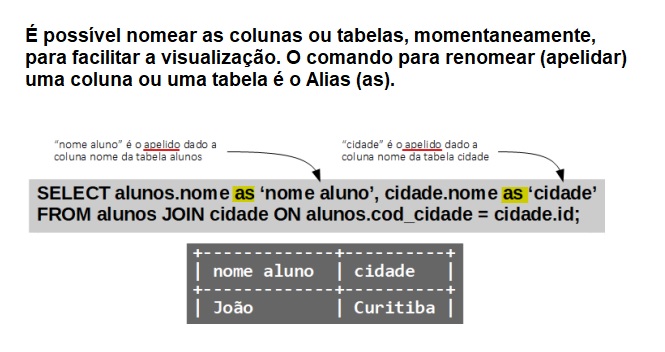 É possível nomear as colunas ou tabelas, momentaneamente,
para facilitar a visualização. O comando para renomear (apelidar)
uma coluna ou uma tabela é o Alias (as).
“nome aluno” é o apelido dado a
coluna nome da tabela alunos
“cidade” é o apelido dado a
coluna nome da tabela cidade
SELECT alunos.nome as ‘nome aluno’, cidade.nome as ‘cidade’
FROM alunos JOIN cidade ON alunos.cod_cidade = cidade.id;
+-------------+----------+
| nome aluno | cidade |
+-------------+----------+
| João | Curitiba |